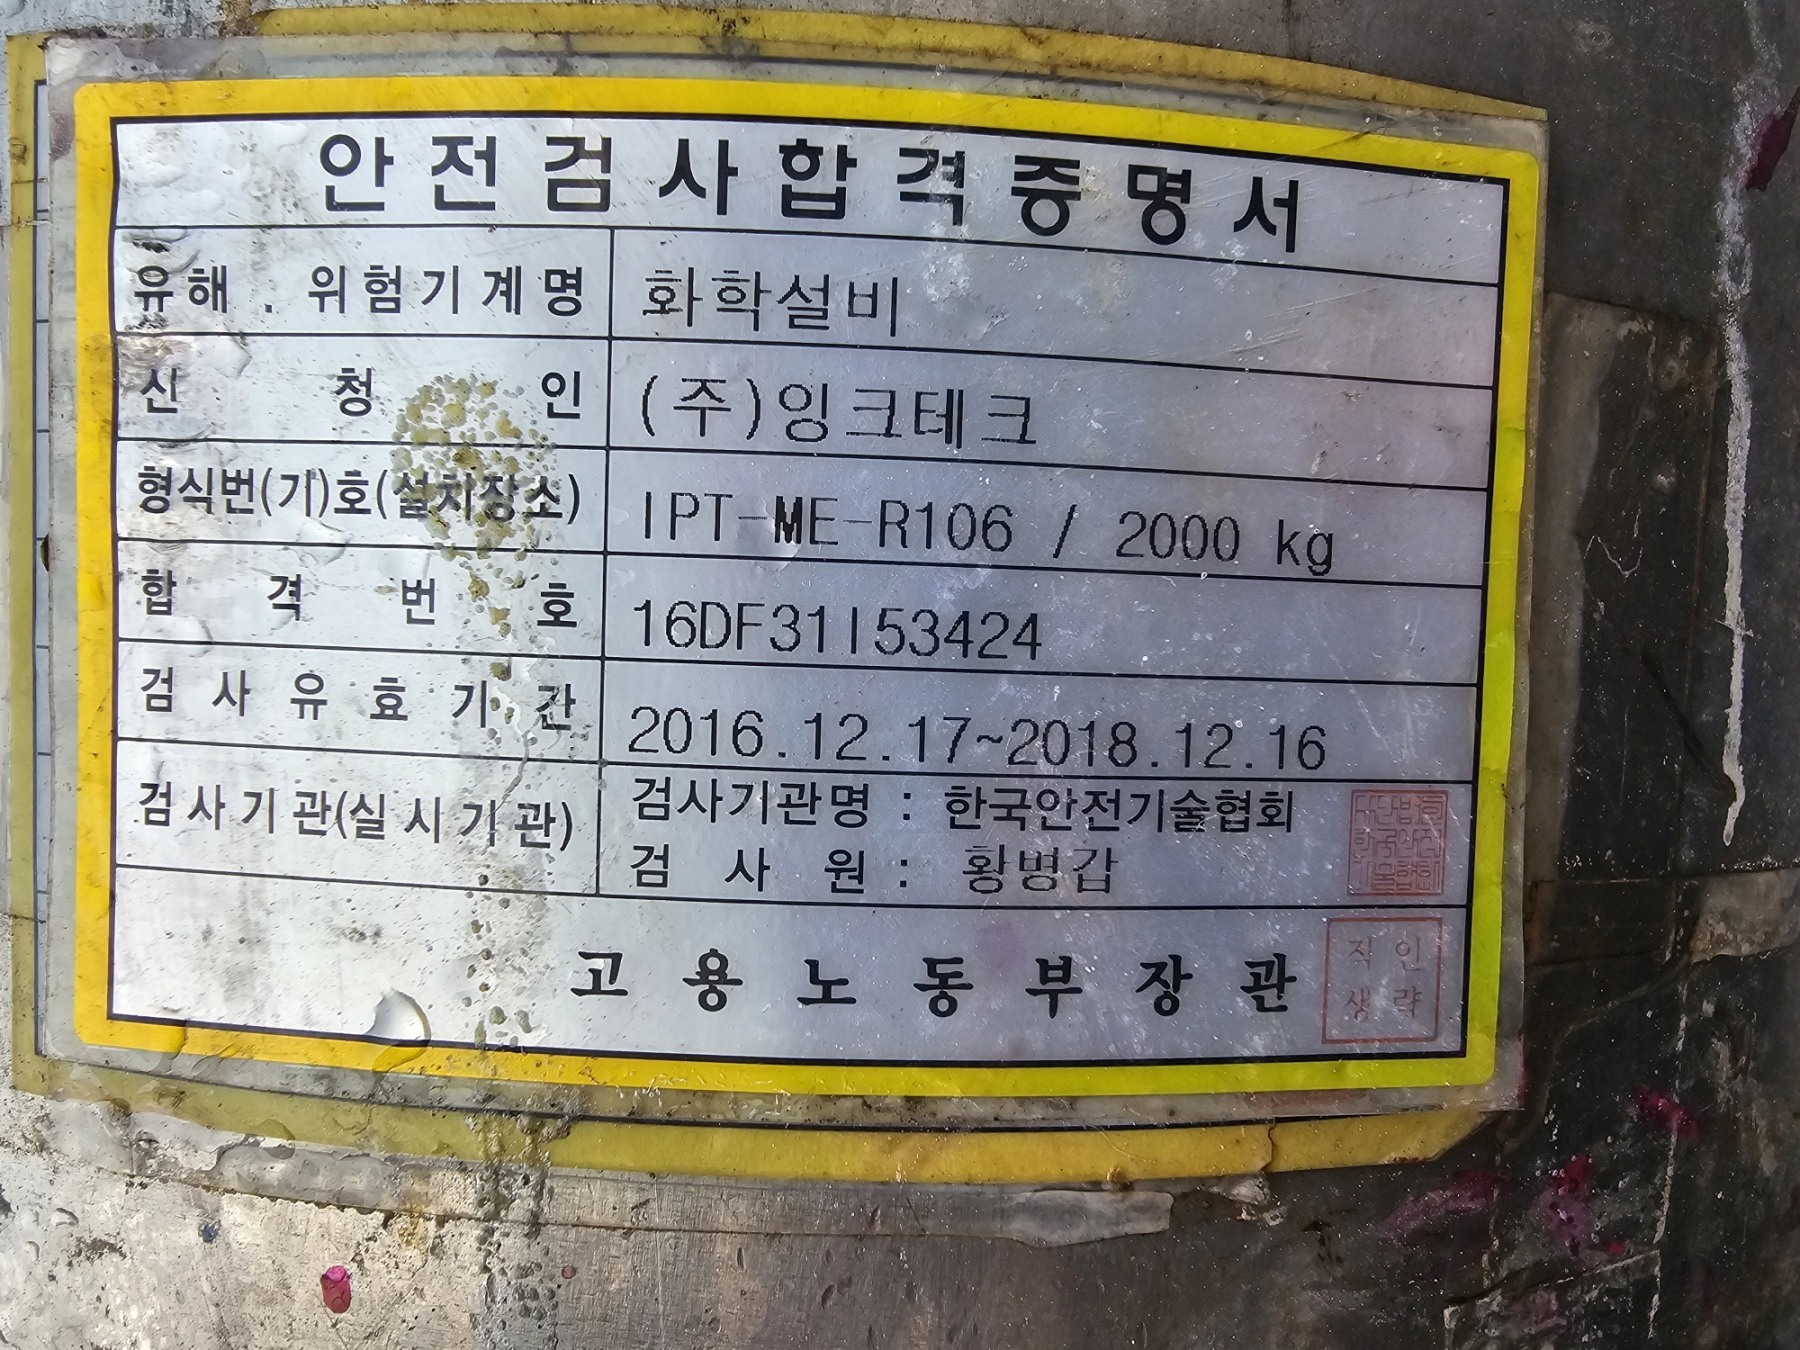 안전검사합격증명서
유해 . 위험기계명 화학설비
신청인 (주)잉크테크
형식번(기)호(설치장소) IPT-ME-R106 / 2000 kg
합격번호 16DF31I53424
검사유효기간 2016.12.17~2018.12.16
검사기관(실시기관) 검사기관명 : 한국안전기술협회
검사원 : 황병갑
고용노동부장관
직인
생략